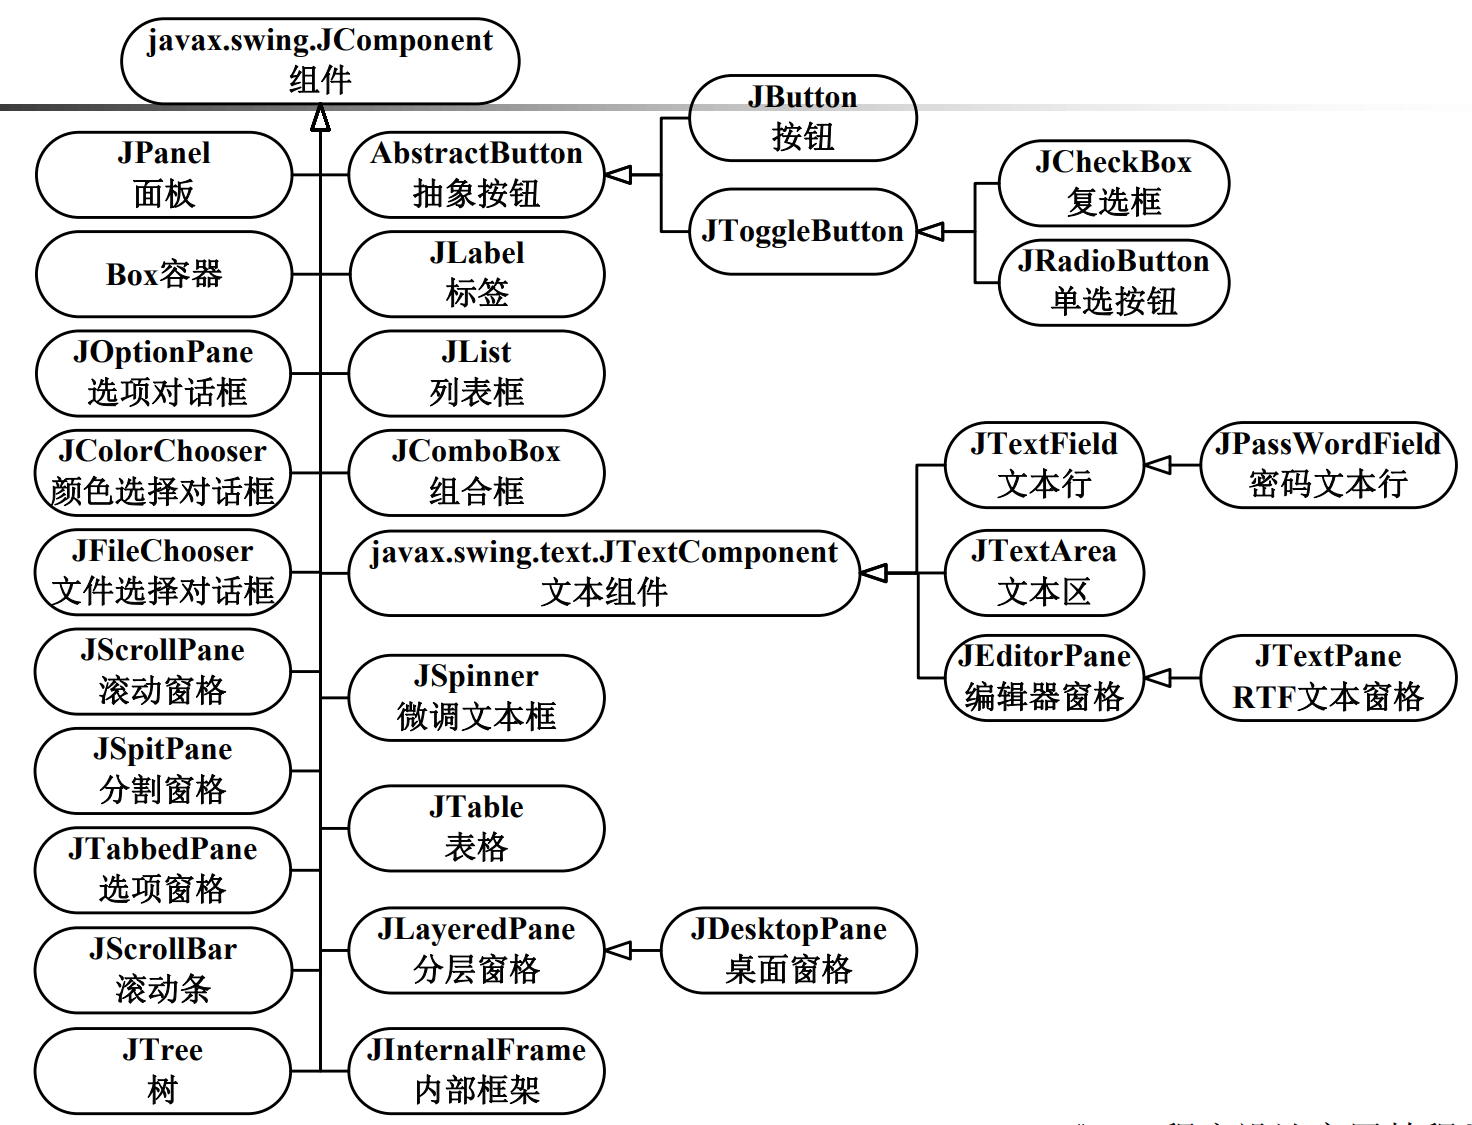 javax.swing.JComponent
组件
JPanel
面板
Box容器
JOptionPane
选项对话框
JColorChooser
颜色选择对话框
JFileChooser
文件选择对话框
JScrollPane
滚动窗格
JSpitPane
分割窗格
JTabbedPane
选项窗格
JScrollBar
滚动条
JTree
树
AbstractButton
抽象按钮
JLabel
标签
JList
列表框
JComboBox
组合框
javax.swing.text.JTextComponent
文本组件
JSpinner
微调文本框
JTable
表格
JLayeredPane
分层窗格
JInternalFrame
内部框架
JButton
按钮
JToggleButton
JCheckBox
复选框
JRadioButton
单选按钮
JTextField
文本行
JPassWordField
密码文本行
JTextArea
文本区
JEditorPane
编辑器窗格
JTextPane
RTF文本窗格
JDesktopPane
桌面窗格